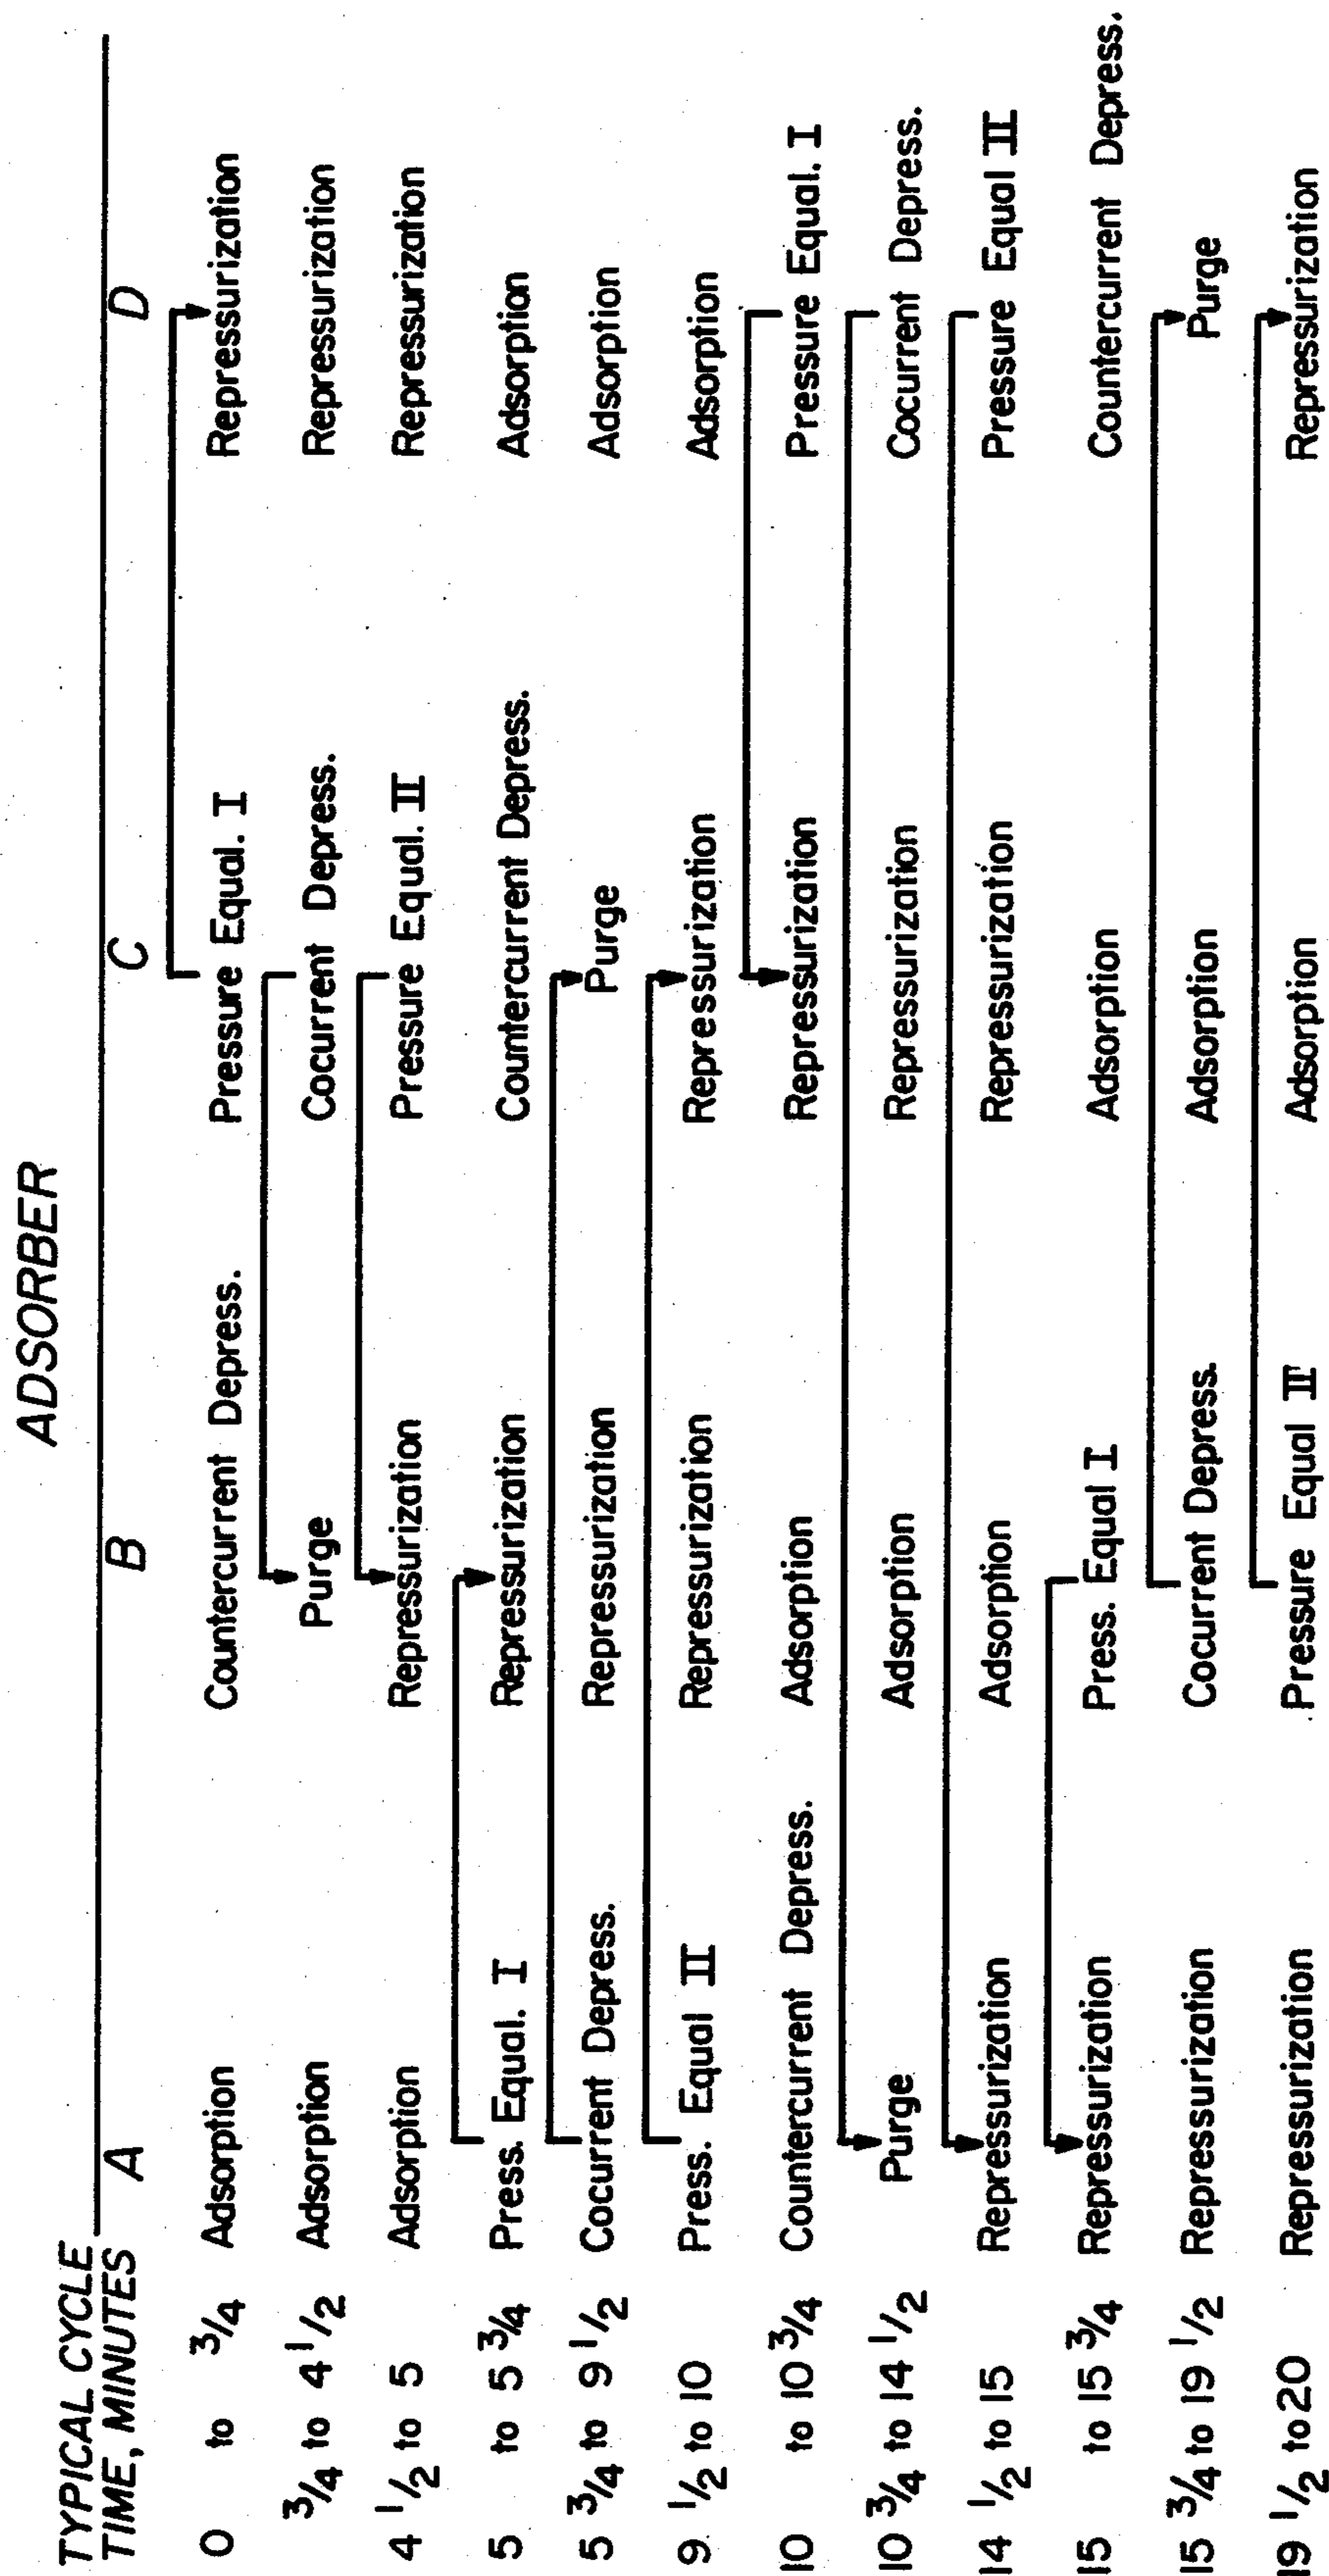 ADSORBER
TYPICAL CYCLE
TIME, MINUTES A B C D
0 to 3/4 Adsorption Countercurrent Depress. Pressure Equal. I Repressurization
3/4 to 4 1/2 Adsorption Purge Cocurrent Depress. Repressurization
4 1/2 to 5 Adsorption Repressurization Pressure Equal. II Repressurization
5 to 5 3/4 Press. Equal. I Repressurization Countercurrent Depress. Adsorption
5 3/4 to 9 1/2 Cocurrent Depress. Repressurization Purge Adsorption
9 1/2 to 10 Press. Equal II Repressurization Repressurization Adsorption
10 to 10 3/4 Countercurrent Depress. Adsorption Repressurization Pressure Equal. I
10 3/4 to 14 1/2 Purge Adsorption Repressurization Cocurrent Depress.
14 1/2 to 15 Repressurization Adsorption Repressurization Pressure Equal II
15 to 15 3/4 Repressurization Press. Equal I Adsorption Countercurrent Depress.
15 3/4 to 19 1/2 Repressurization Cocurrent Depress. Adsorption Purge
19 1/2 to 20 Repressurization Pressure Equal II Adsorption Repressurization